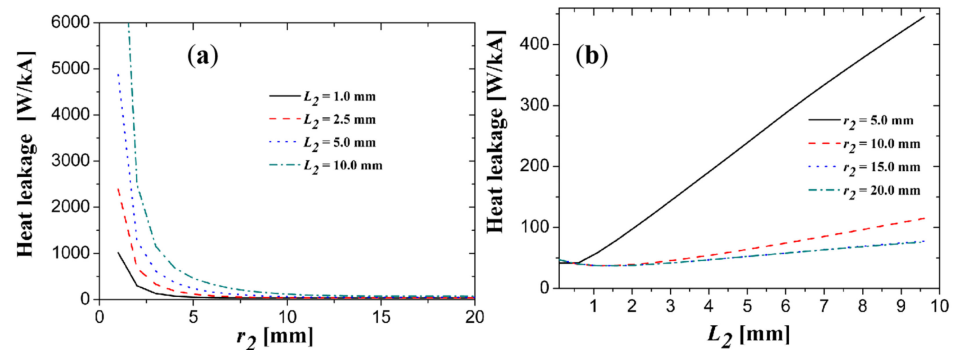 (a)
Heat leakage [W/kA]
6000
5000
4000
3000
2000
1000
0
L2 = 1.0 mm
L2 = 2.5 mm
L2 = 5.0 mm
L2 = 10.0 mm
0 5 10 15 20
r2 [mm]
(b)
Heat leakage [W/kA]
400
300
200
100
0
r2 = 5.0 mm
r2 = 10.0 mm
r2 = 15.0 mm
r2 = 20.0 mm
1 2 3 4 5 6 7 8 9 10
L2 [mm]